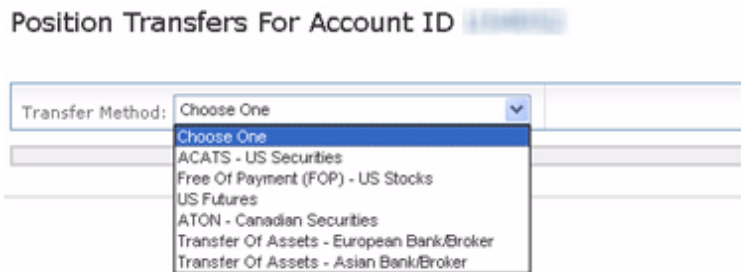 Position Transfers For Account ID
Transfer Method: Choose One
Choose One
ACATS - US Securities
Free Of Payment (FOP) - US Stocks
US Futures
ATON - Canadian Securities
Transfer Of Assets - European Bank/Broker
Transfer Of Assets - Asian Bank/Broker